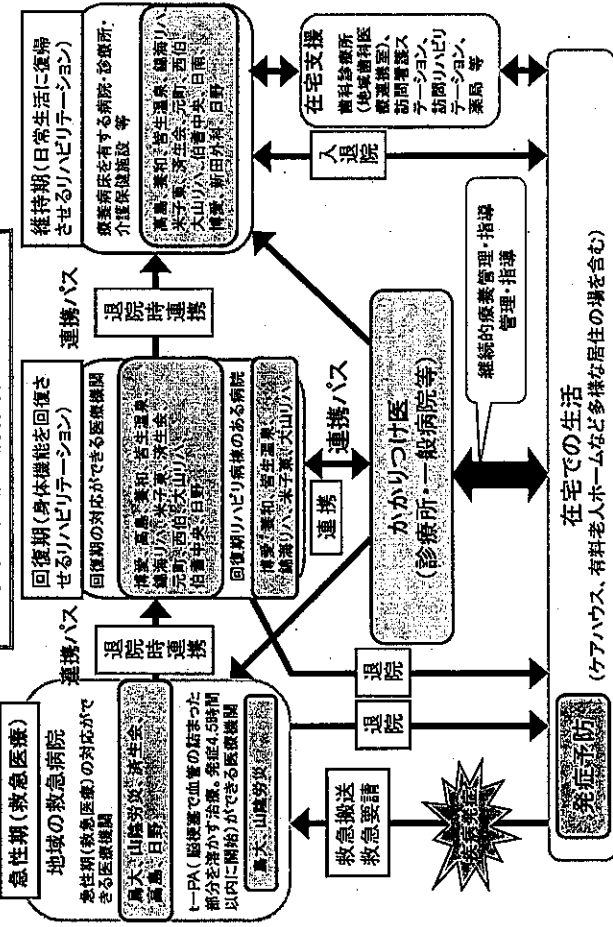 急性期(救急医療)
地域の救急病院
急性期(救急医療)の対応がで
きる医療機関
鳥大、山陰労災、済生会、
高島、日野
t-PA(脳梗塞で血管の詰まった
部分を溶かす治療。発症4.5時間
以内に開始)ができる医療機関
鳥大、山陰労災
連携パス
退院時連携
回復期(身体機能を回復さ
せるリハビリテーション)
回復期の対応ができる医療機関
博愛、高島、養和、皆生温泉、
錦海リハ、米子東、済生会、
元町、西伯、大山リハ、
伯耆中央、日野
回復期リハビリ病棟のある病院
博愛、養和、皆生温泉、
錦海リハ、米子東、大山リハ
連携パス
退院時連携
維持期(日常生活に復帰
させるリハビリテーション)
療養病床を有する病院・診療所・
介護保健施設 等
高島、養和、皆生温泉、錦海リハ、
米子東、済生会、元町、西伯、
大山リハ、伯耆中央、日南、
博愛、新田外科、日野
連携
連携パス
かかりつけ医
(診療所・一般病院等)
在宅支援
歯科診療所
(地域歯科医
療連携室)、
訪問看護ス
テーション、
訪問リハビリ
テーション、
薬局 等
救急搬送
救急要請
退院
退院
入退院
継続的療養管理・指導
管理・指導
疾病発症
発症予防
在宅での生活
(ケアハウス、有料老人ホームなど多様な居住の場を含む)